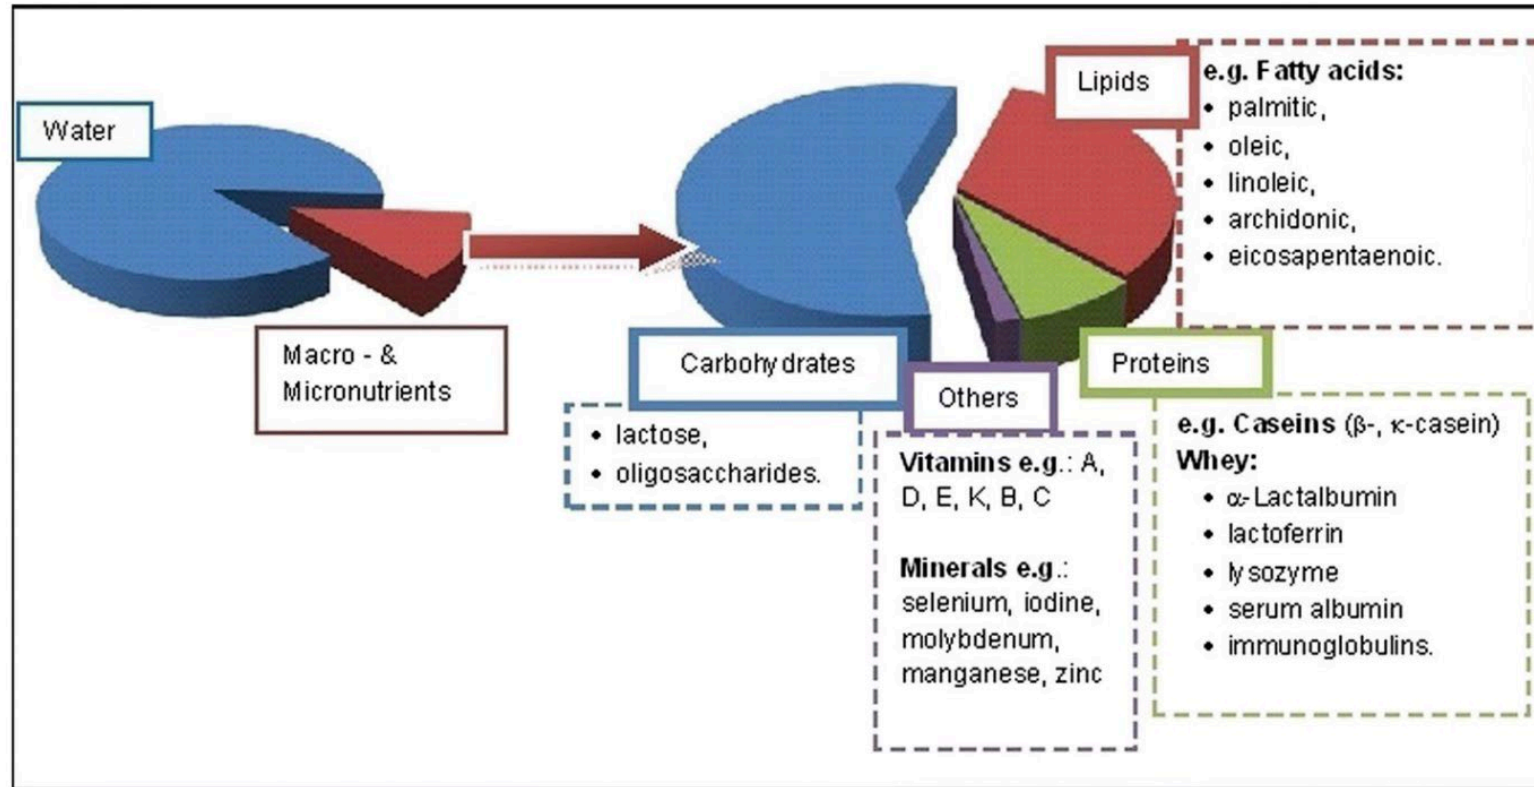 Water
Macro - &
Micronutrients
Carbohydrates
• lactose,
• oligosaccharides.
Others
Vitamins e.g.: A,
D, E, K, B, C
Minerals e.g.:
selenium, iodine,
molybdenum,
manganese, zinc
Lipids
e.g. Fatty acids:
• palmitic,
• oleic,
• linoleic,
• archidonic,
• eicosapentaenoic.
Proteins
e.g. Caseins (β-, κ-casein)
Whey:
• α-Lactalbumin
• lactoferrin
• lysozyme
• serum albumin
• immunoglobulins.